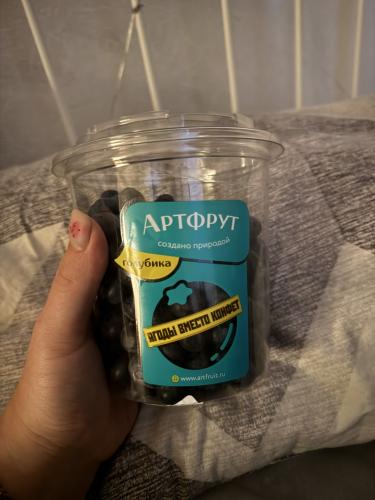 АРТФРУТ
создано природой
голубика
ЯГОДЫ ВМЕСТО КОНФЕТ
www.artfruit.ru